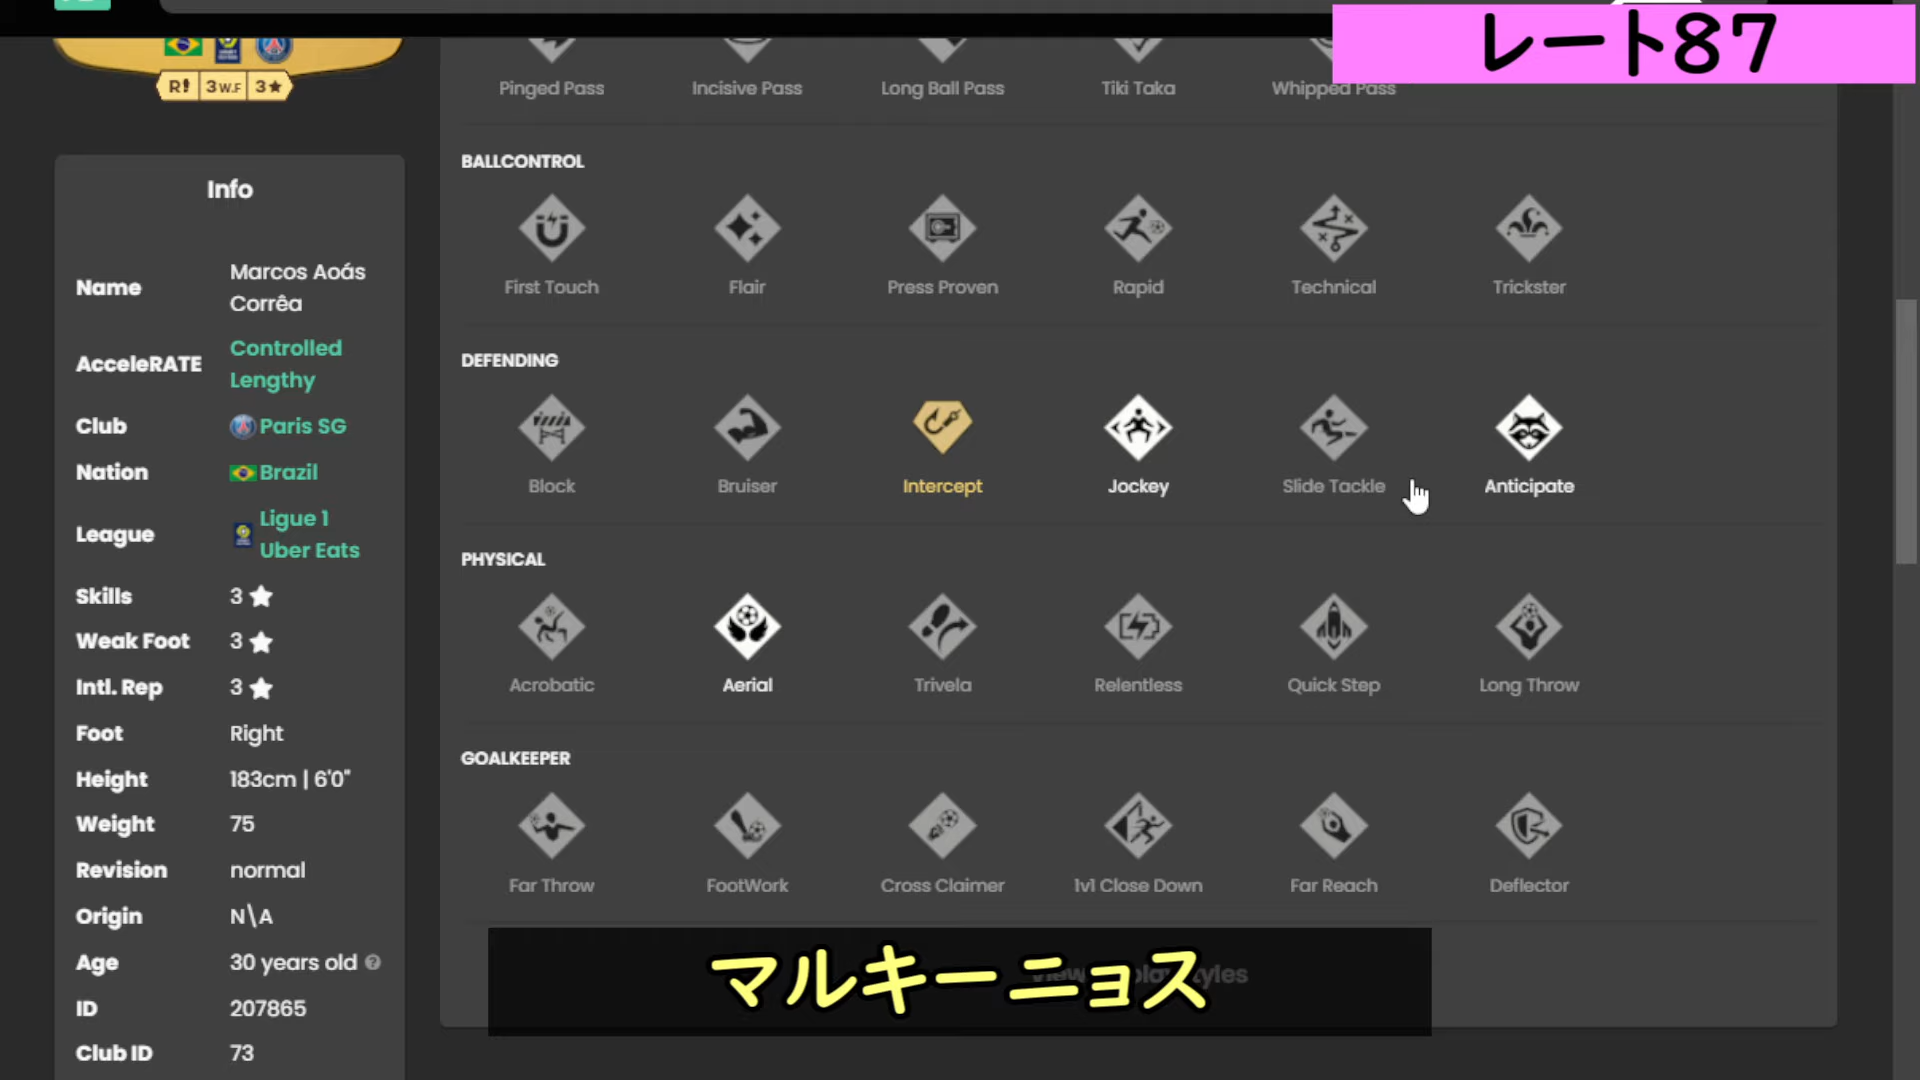 レート87
R! 3W.F 3★
Pinged Pass Incisive Pass Long Ball Pass Tiki Taka Whipped Pass
BALLCONTROL
First Touch Flair Press Proven Rapid Technical Trickster
DEFENDING
Block Bruiser Intercept Jockey Slide Tackle Anticipate
PHYSICAL
Acrobatic Aerial Trivela Relentless Quick Step Long Throw
GOALKEEPER
Far Throw FootWork Cross Claimer 1v1 Close Down Far Reach Deflector
Info
Name Marcos Aoás
Corrêa
AcceleRATE Controlled
Lengthy
Club Paris SG
Nation Brazil
League Ligue 1
Uber Eats
Skills 3 ★
Weak Foot 3 ★
Intl. Rep 3 ★
Foot Right
Height 183cm | 6'0"
Weight 75
Revision normal
Origin N\A
Age 30 years old ?
ID 207865
Club ID 73
マルキーニョス